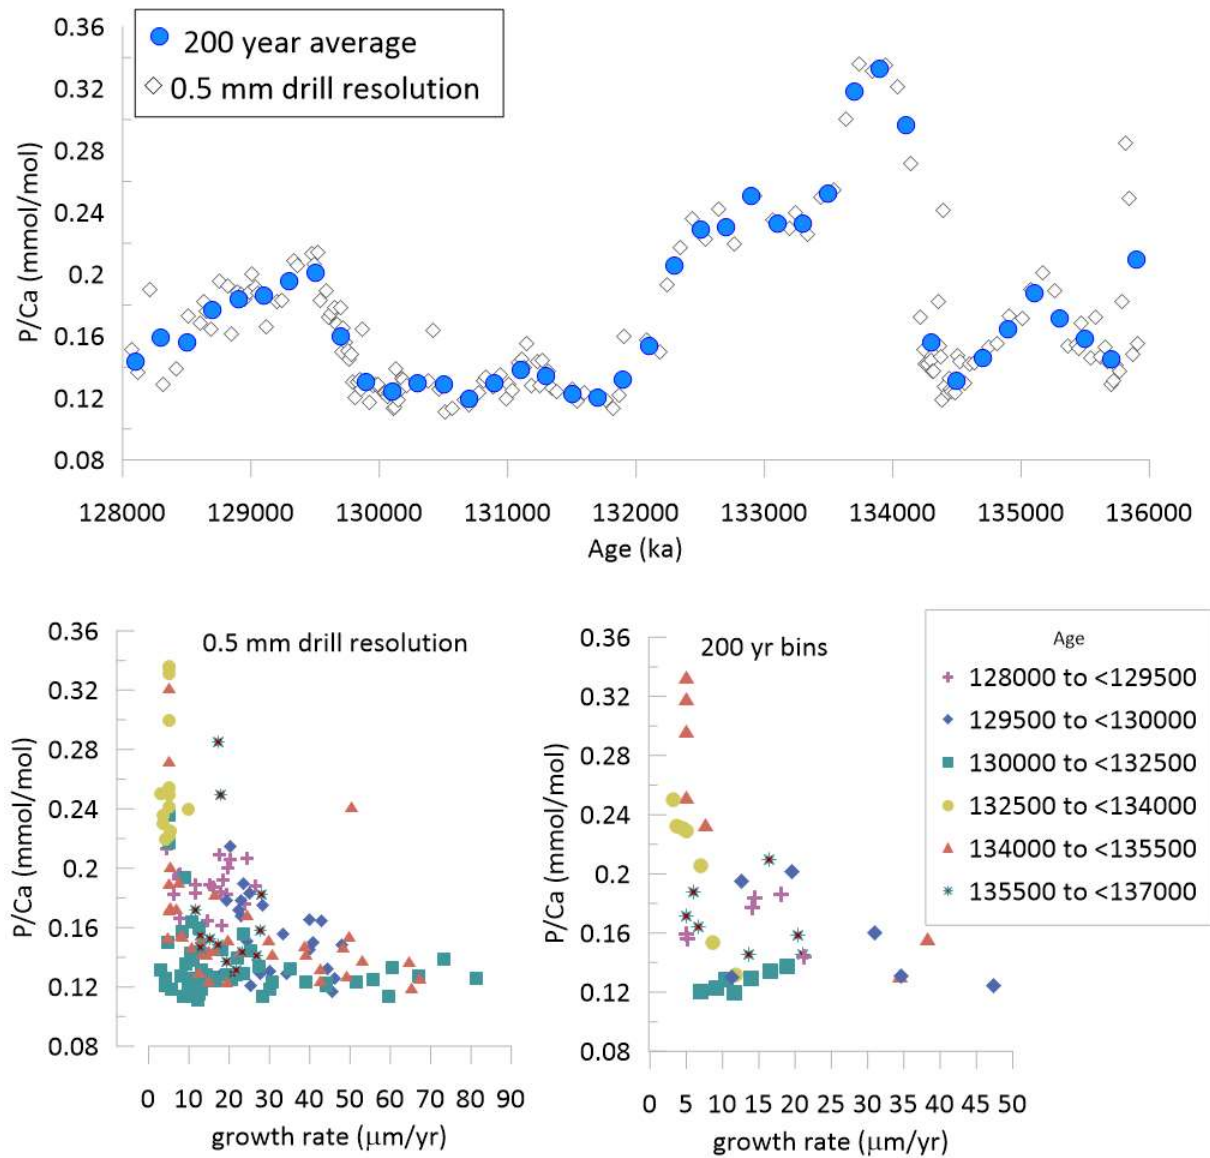 0.36
0.32
0.28
0.24
0.2
0.16
0.12
0.08
P/Ca (mmol/mol)
200 year average
0.5 mm drill resolution
128000 129000 130000 131000 132000 133000 134000 135000 136000
Age (ka)
0.36
0.32
0.28
0.24
0.2
0.16
0.12
0.08
P/Ca (mmol/mol)
0.5 mm drill resolution
0 10 20 30 40 50 60 70 80 90
growth rate (μm/yr)
0.36
0.32
0.28
0.24
0.2
0.16
0.12
0.08
P/Ca (mmol/mol)
200 yr bins
0 5 10 15 20 25 30 35 40 45 50
growth rate (μm/yr)
Age
128000 to <129500
129500 to <130000
130000 to <132500
132500 to <134000
134000 to <135500
135500 to <137000